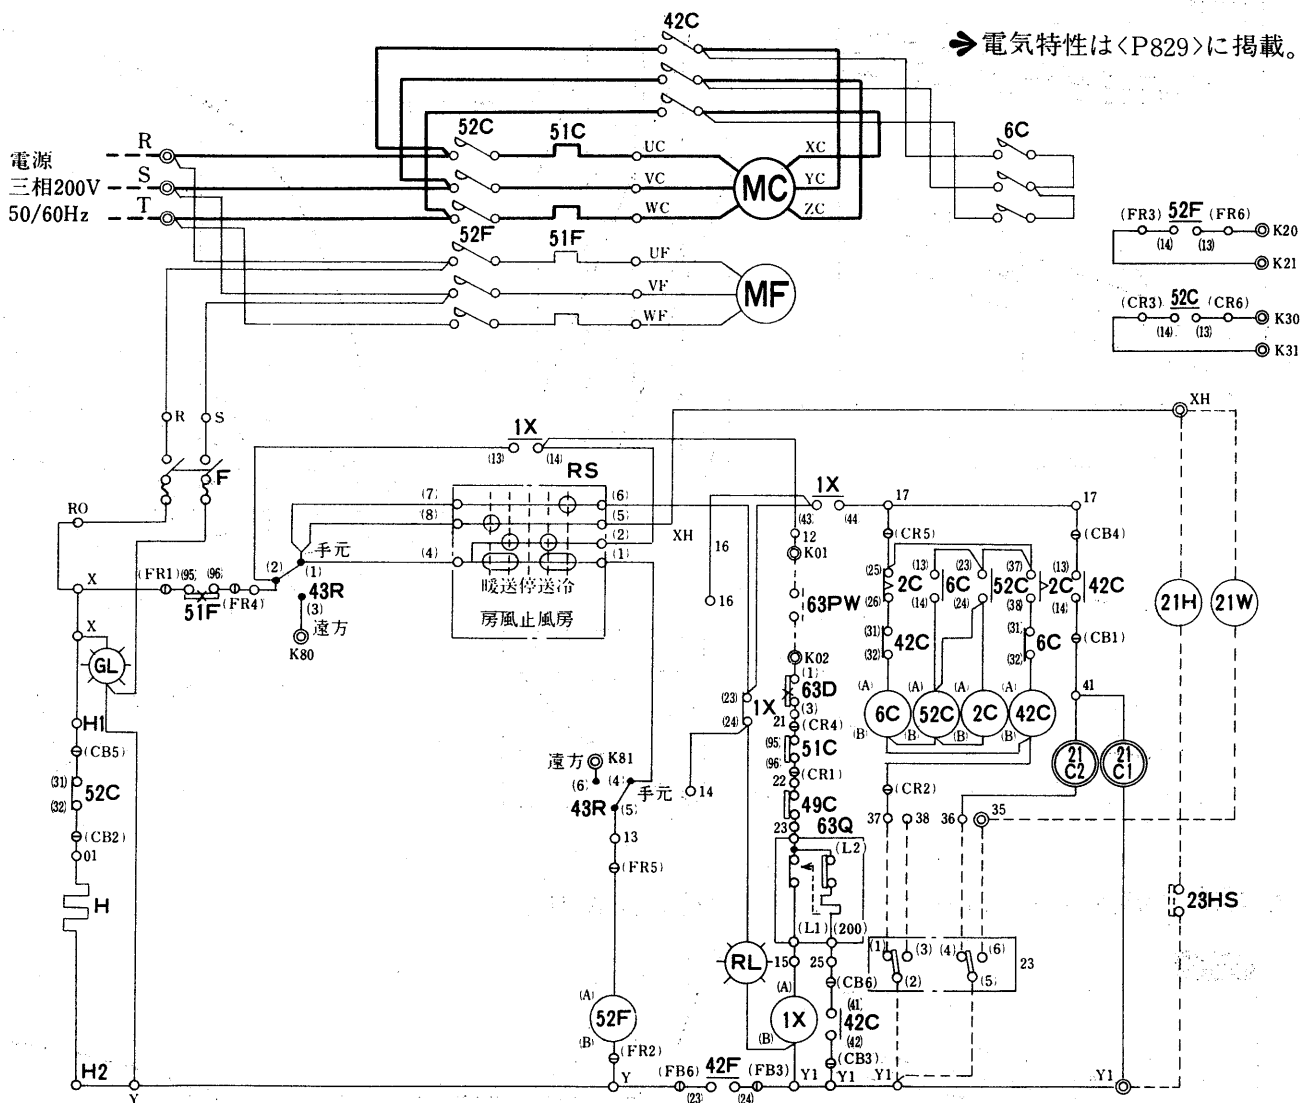 42C
➔ 電気特性は<P829>に掲載。
電源
三相200V
50/60Hz
R
S
T
52C
51C
UC
VC
WC
MC
XC
YC
ZC
6C
52F
51F
UF
VF
WF
MF
(FR3) 52F (FR6)
(14) (13)
K20
K21
(CR3) 52C (CR6)
(14) (13)
K30
K31
R
S
F
RO
X
(FR1) (95) (96)
51F (FR4)
(2) (1)
手元
43R
(3)
遠方
K80
1X
(13) (14)
RS
(7)
(8)
(4)
(6)
(5)
(2)
(1)
暖送停送冷
房風止風房
XH
XH
16
16
1X
(43) (44)
12
K01
63PW
K02
(1)
63D
(3)
21
(CR4)
(95)
51C
(96)
(CR1)
22
49C
23
63Q
(L2)
(L1) (200)
17
17
(CR5)
(CB4)
(25)
2C
(26)
(13)
6C
(14)
(23)
(24)
52C
(37)
(38)
2C
(13)
(14)
42C
(31)
42C
(32)
(31)
6C
(32)
(CB1)
41
(A)
6C
(B)
(A)
52C
(B)
(A)
2C
(B)
(A)
42C
21
C2
21
C1
(CR2)
37
38
36
35
21H
21W
23HS
(1)
(3)
(2)
(4)
(6)
(5)
23
X
GL
H1
(CB5)
(31)
52C
(32)
(CB2)
01
H
H2
Y
遠方
K81
(6)
(4)
手元
43R
(5)
13
(FR5)
(A)
52F
(B)
(FR2)
Y
14
(23)
1X
(24)
RL
15
25
(CB6)
(A)
1X
(B)
(41)
42C
(42)
(CB3)
(FB6) 42F (FB3)
(23) (24)
Y1
Y1
Y1
Y1